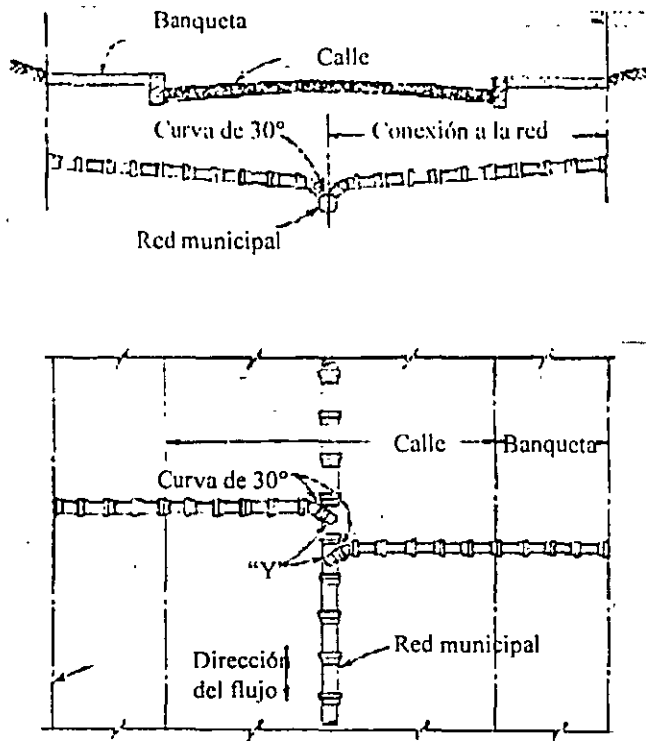 Banqueta
Calle
Curva de 30°
Conexión a la red
Red municipal
Calle
Banqueta
Curva de 30°
"Y"
Red municipal
Dirección
del flujo